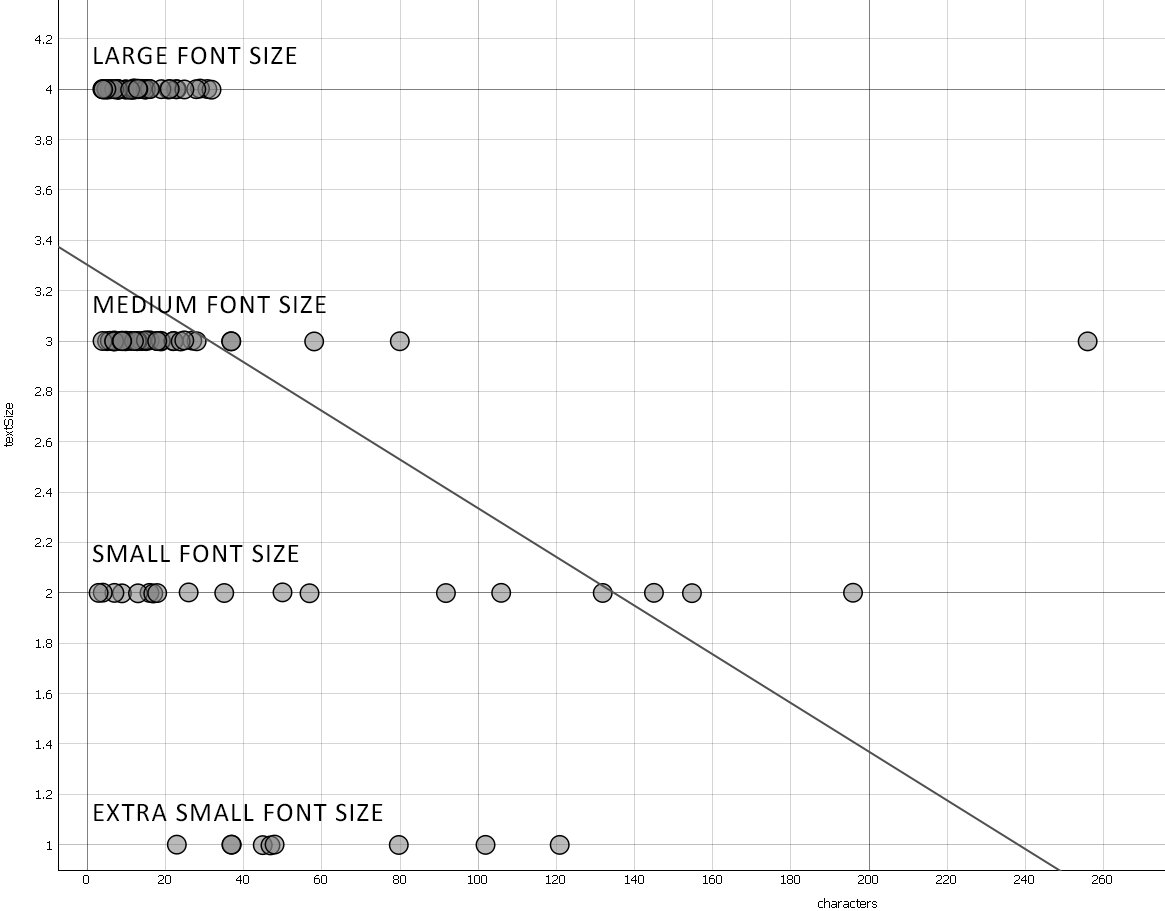 4.2
LARGE FONT SIZE
4
3.8
3.6
3.4
3.2
MEDIUM FONT SIZE
3
2.8
2.6
textSize
2.4
2.2
SMALL FONT SIZE
2
1.8
1.6
1.4
1.2
EXTRA SMALL FONT SIZE
1
0 20 40 60 80 100 120 140 160 180 200 220 240 260
characters